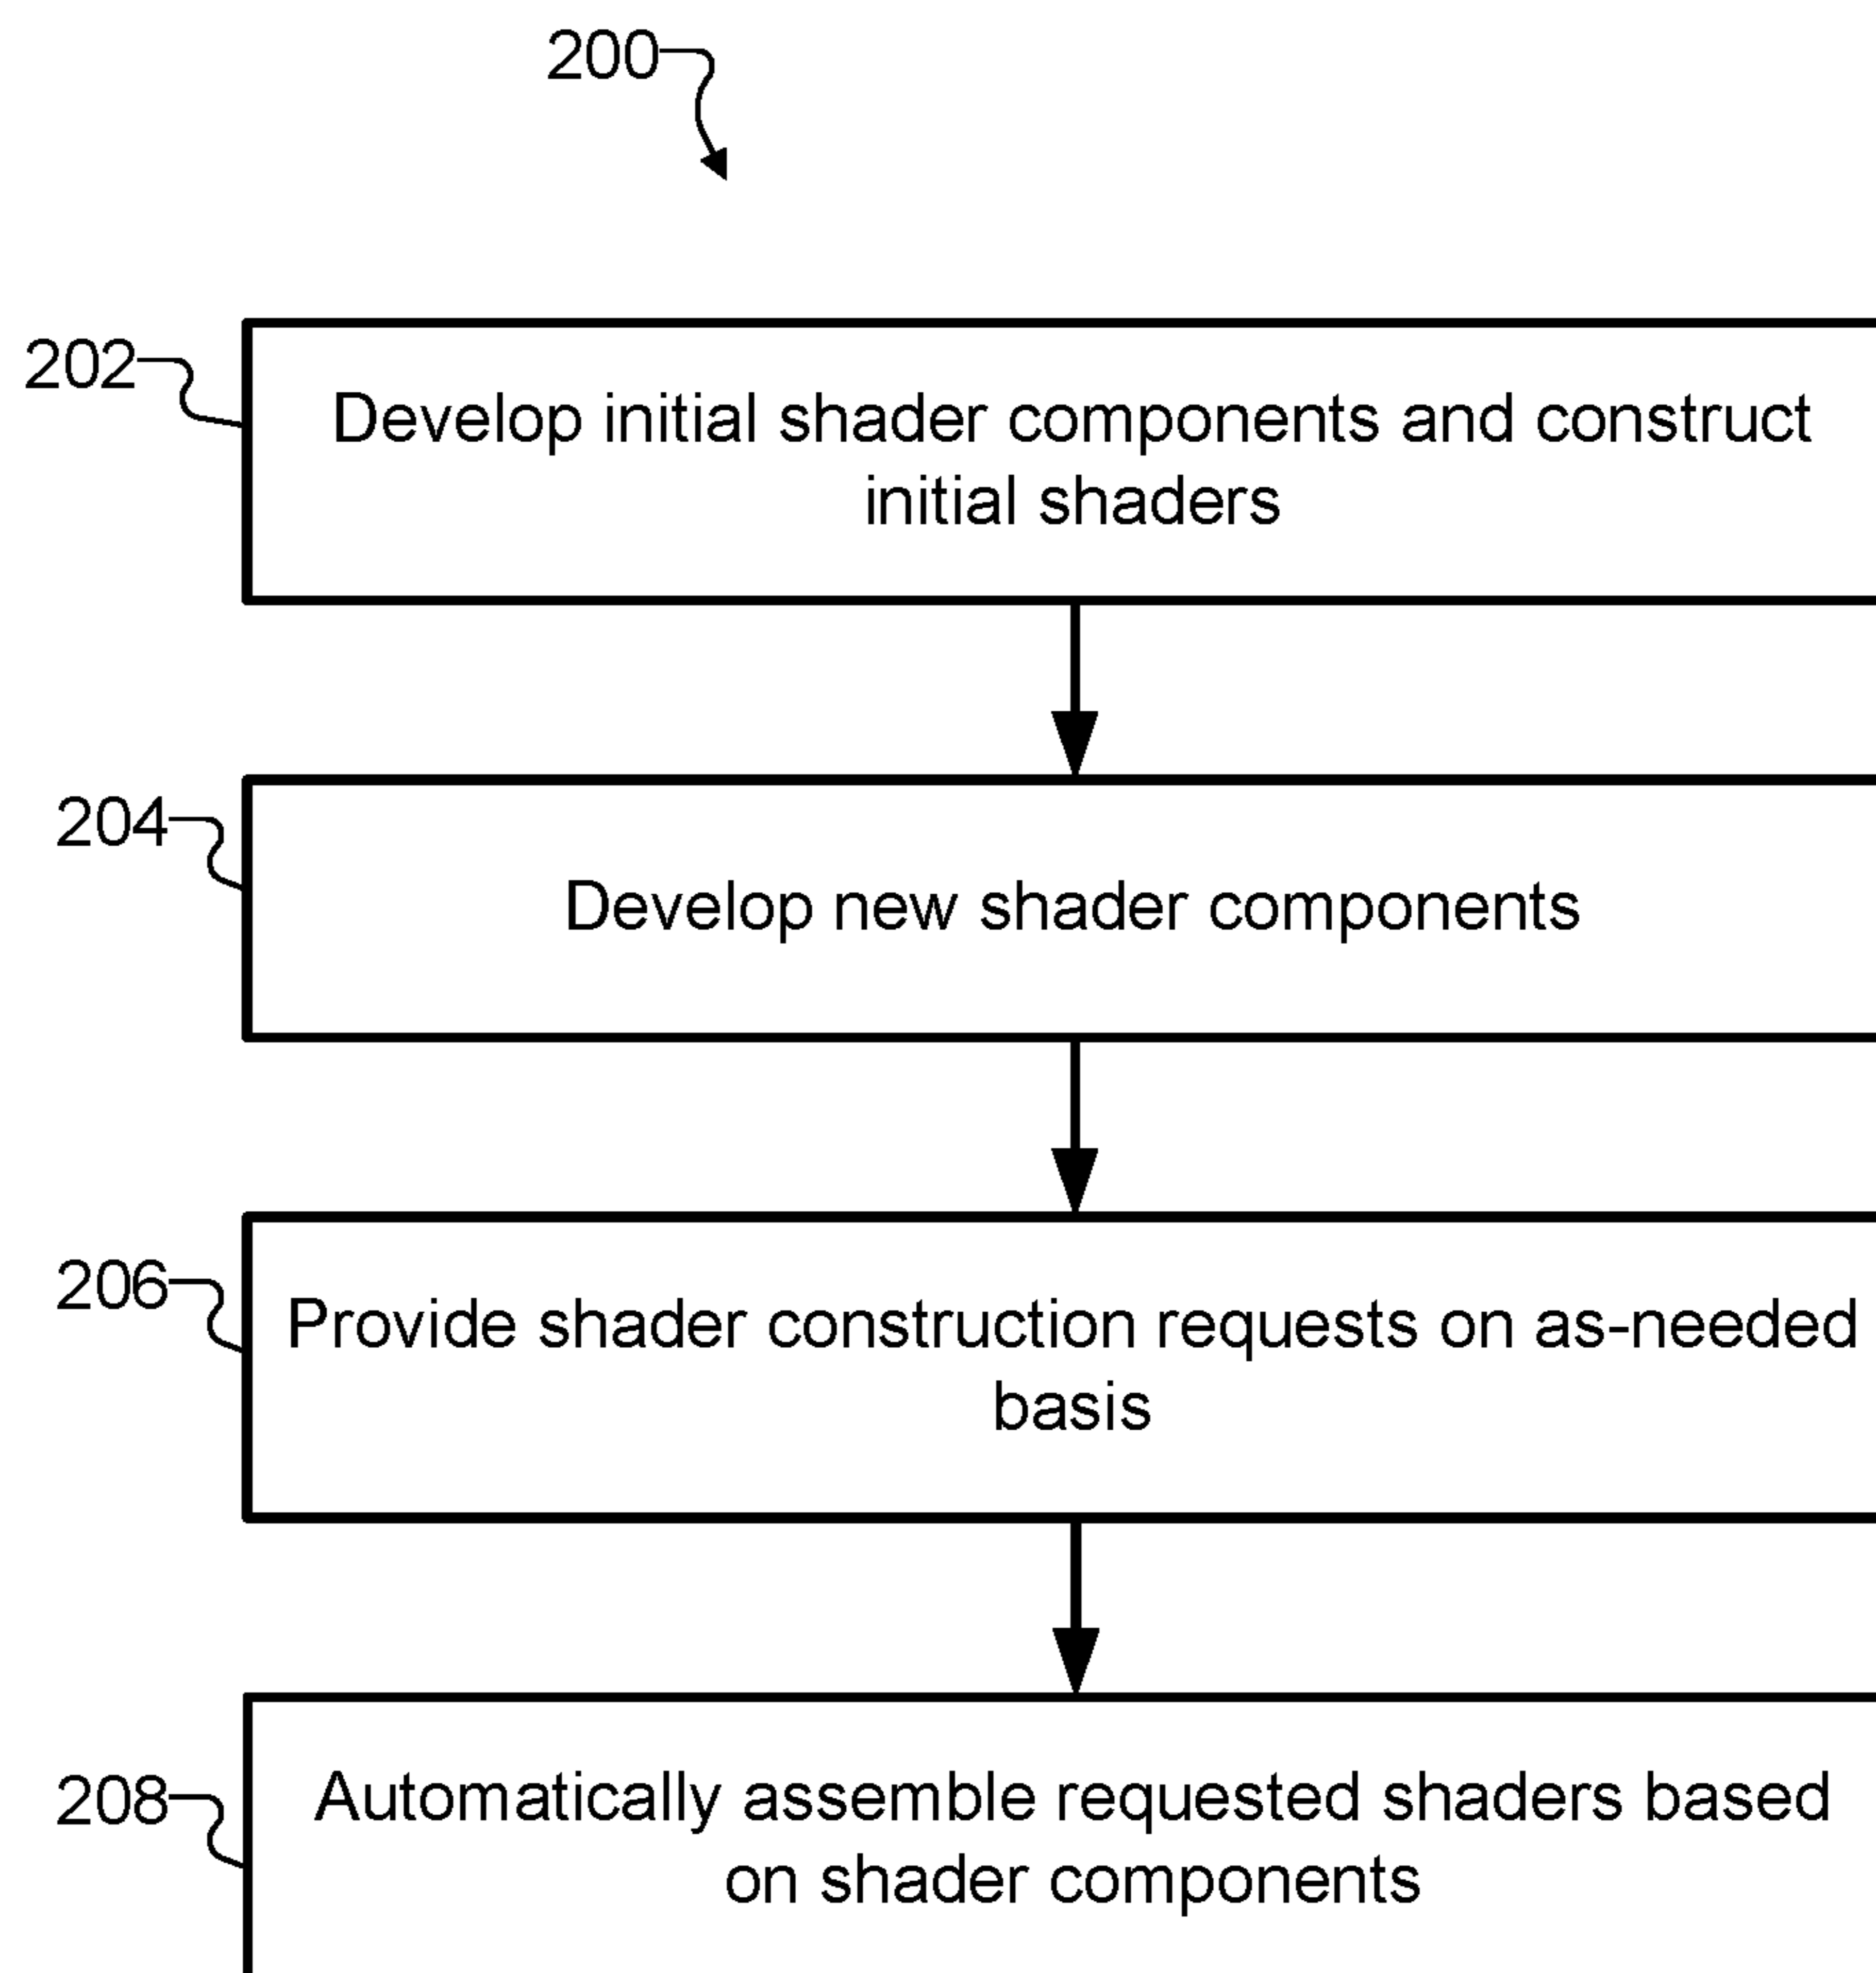 200
202
Develop initial shader components and construct
initial shaders
204
Develop new shader components
206
Provide shader construction requests on as-needed
basis
208
Automatically assemble requested shaders based
on shader components